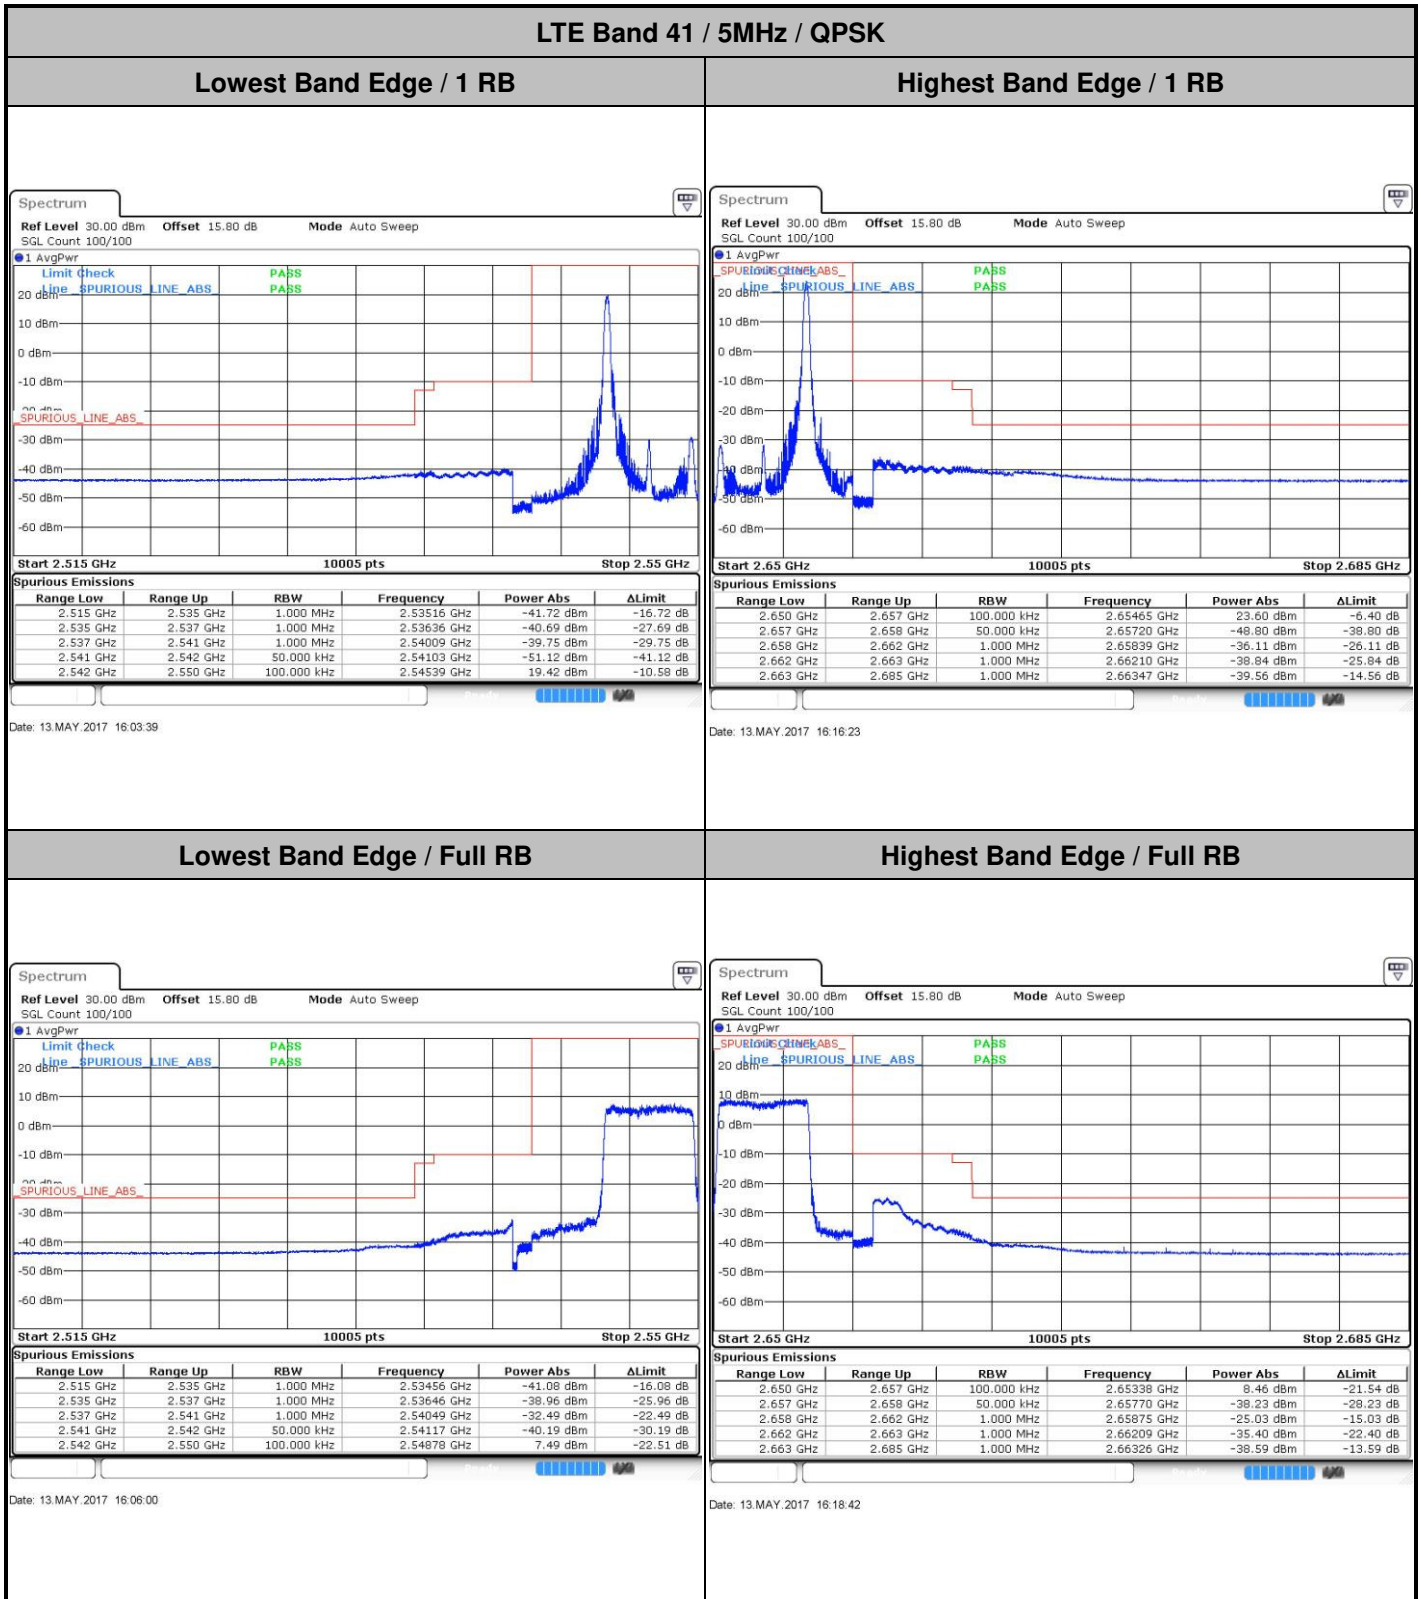 LTE Band 41 / 5MHz / QPSK
Lowest Band Edge / 1 RB
Highest Band Edge / 1 RB
Spectrum
Ref Level 30.00 dBm Offset 15.80 dB Mode Auto Sweep
SGL Count 100/100
1 AvgPwr
Limit Check PASS
Line _SPURIOUS_LINE_ABS_ PASS
20 dBm
10 dBm
0 dBm
-10 dBm
-20 dBm
_SPURIOUS_LINE_ABS_
-30 dBm
-40 dBm
-50 dBm
-60 dBm
Start 2.515 GHz 10005 pts Stop 2.55 GHz
Spurious Emissions
Range Low Range Up RBW Frequency Power Abs ΔLimit
2.515 GHz 2.535 GHz 1.000 MHz 2.53516 GHz -41.72 dBm -16.72 dB
2.535 GHz 2.537 GHz 1.000 MHz 2.53636 GHz -40.69 dBm -27.69 dB
2.537 GHz 2.541 GHz 1.000 MHz 2.54009 GHz -39.75 dBm -29.75 dB
2.541 GHz 2.542 GHz 50.000 kHz 2.54103 GHz -51.12 dBm -41.12 dB
2.542 GHz 2.550 GHz 100.000 kHz 2.54539 GHz 19.42 dBm -10.58 dB
Ready
Date: 13.MAY.2017 16:03:39
Spectrum
Ref Level 30.00 dBm Offset 15.80 dB Mode Auto Sweep
SGL Count 100/100
1 AvgPwr
_SPURIOUS_LINE_ABS_
Limit Check PASS
Line _SPURIOUS_LINE_ABS_ PASS
20 dBm
10 dBm
0 dBm
-10 dBm
-20 dBm
-30 dBm
-40 dBm
-50 dBm
-60 dBm
Start 2.65 GHz 10005 pts Stop 2.685 GHz
Spurious Emissions
Range Low Range Up RBW Frequency Power Abs ΔLimit
2.650 GHz 2.657 GHz 100.000 kHz 2.65465 GHz 23.60 dBm -6.40 dB
2.657 GHz 2.658 GHz 50.000 kHz 2.65720 GHz -48.80 dBm -38.80 dB
2.658 GHz 2.662 GHz 1.000 MHz 2.65839 GHz -36.11 dBm -26.11 dB
2.662 GHz 2.663 GHz 1.000 MHz 2.66210 GHz -38.84 dBm -25.84 dB
2.663 GHz 2.685 GHz 1.000 MHz 2.66347 GHz -39.56 dBm -14.56 dB
Ready
Date: 13.MAY.2017 16:16:23
Lowest Band Edge / Full RB
Highest Band Edge / Full RB
Spectrum
Ref Level 30.00 dBm Offset 15.80 dB Mode Auto Sweep
SGL Count 100/100
1 AvgPwr
Limit Check PASS
Line _SPURIOUS_LINE_ABS_ PASS
20 dBm
10 dBm
0 dBm
-10 dBm
-20 dBm
_SPURIOUS_LINE_ABS_
-30 dBm
-40 dBm
-50 dBm
-60 dBm
Start 2.515 GHz 10005 pts Stop 2.55 GHz
Spurious Emissions
Range Low Range Up RBW Frequency Power Abs ΔLimit
2.515 GHz 2.535 GHz 1.000 MHz 2.53456 GHz -41.08 dBm -16.08 dB
2.535 GHz 2.537 GHz 1.000 MHz 2.53646 GHz -38.96 dBm -25.96 dB
2.537 GHz 2.541 GHz 1.000 MHz 2.54049 GHz -32.49 dBm -22.49 dB
2.541 GHz 2.542 GHz 50.000 kHz 2.54117 GHz -40.19 dBm -30.19 dB
2.542 GHz 2.550 GHz 100.000 kHz 2.54878 GHz 7.49 dBm -22.51 dB
Ready
Date: 13.MAY.2017 16:06:00
Spectrum
Ref Level 30.00 dBm Offset 15.80 dB Mode Auto Sweep
SGL Count 100/100
1 AvgPwr
_SPURIOUS_LINE_ABS_
Limit Check PASS
Line _SPURIOUS_LINE_ABS_ PASS
20 dBm
10 dBm
0 dBm
-10 dBm
-20 dBm
-30 dBm
-40 dBm
-50 dBm
-60 dBm
Start 2.65 GHz 10005 pts Stop 2.685 GHz
Spurious Emissions
Range Low Range Up RBW Frequency Power Abs ΔLimit
2.650 GHz 2.657 GHz 100.000 kHz 2.65338 GHz 8.46 dBm -21.54 dB
2.657 GHz 2.658 GHz 50.000 kHz 2.65770 GHz -38.23 dBm -28.23 dB
2.658 GHz 2.662 GHz 1.000 MHz 2.65875 GHz -25.03 dBm -15.03 dB
2.662 GHz 2.663 GHz 1.000 MHz 2.66209 GHz -35.40 dBm -22.40 dB
2.663 GHz 2.685 GHz 1.000 MHz 2.66326 GHz -38.59 dBm -13.59 dB
Ready
Date: 13.MAY.2017 16:18:42